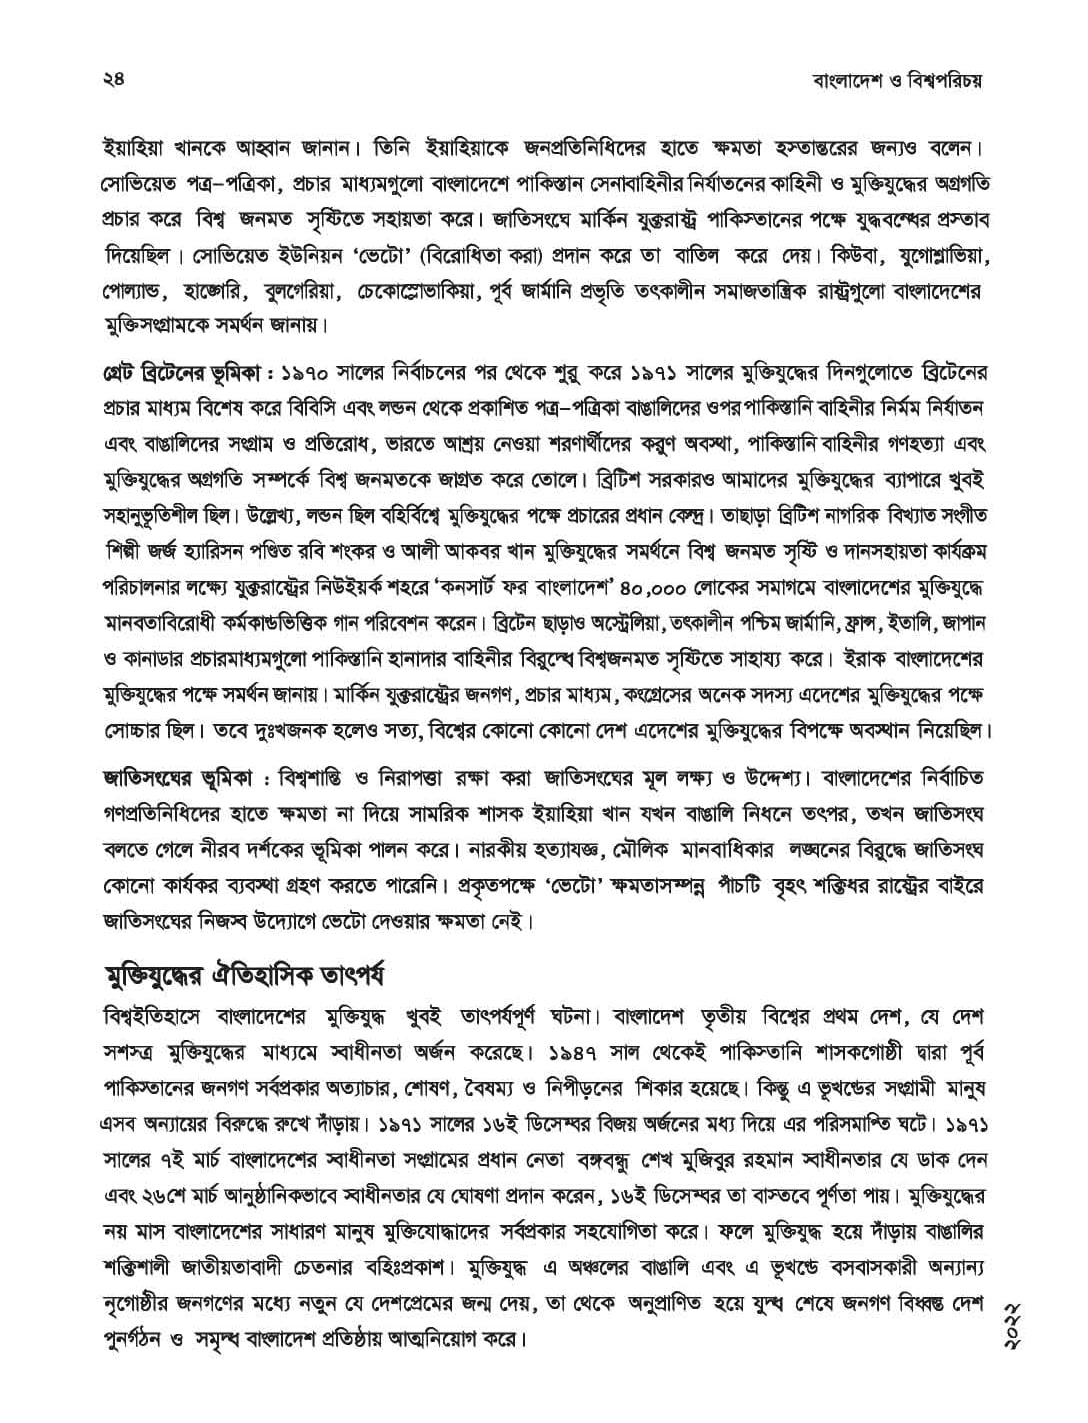 ২৪
বাংলাদেশ ও বিশ্বপরিচয়
ইয়াহিয়া খানকে আহ্বান জানান। তিনি ইয়াহিয়াকে জনপ্রতিনিধিদের হাতে ক্ষমতা হস্তান্তরের জন্যও বলেন।
সোভিয়েত পত্র-পত্রিকা, প্রচার মাধ্যমগুলো বাংলাদেশে পাকিস্তান সেনাবাহিনীর নির্যাতনের কাহিনী ও মুক্তিযুদ্ধের অগ্রগতি
প্রচার করে বিশ্ব জনমত সৃষ্টিতে সহায়তা করে। জাতিসংঘে মার্কিন যুক্তরাষ্ট্র পাকিস্তানের পক্ষে যুদ্ধবন্ধের প্রস্তাব
দিয়েছিল। সোভিয়েত ইউনিয়ন ‘ভেটো’ (বিরোধিতা করা) প্রদান করে তা বাতিল করে দেয়। কিউবা, যুগোশ্লাভিয়া,
পোল্যান্ড, হাঙ্গেরি, বুলগেরিয়া, চেকোস্লোভাকিয়া, পূর্ব জার্মানি প্রভৃতি তৎকালীন সমাজতান্ত্রিক রাষ্ট্রগুলো বাংলাদেশের
মুক্তিসংগ্রামকে সমর্থন জানায়।
গ্রেট ব্রিটেনের ভূমিকা : ১৯৭০ সালের নির্বাচনের পর থেকে শুরু করে ১৯৭১ সালের মুক্তিযুদ্ধের দিনগুলোতে ব্রিটেনের
প্রচার মাধ্যম বিশেষ করে বিবিসি এবং লন্ডন থেকে প্রকাশিত পত্র-পত্রিকা বাঙালিদের ওপর পাকিস্তানি বাহিনীর নির্মম নির্যাতন
এবং বাঙালিদের সংগ্রাম ও প্রতিরোধ, ভারতে আশ্রয় নেওয়া শরণার্থীদের করুণ অবস্থা, পাকিস্তানি বাহিনীর গণহত্যা এবং
মুক্তিযুদ্ধের অগ্রগতি সম্পর্কে বিশ্ব জনমতকে জাগ্রত করে তোলে। ব্রিটিশ সরকারও আমাদের মুক্তিযুদ্ধের ব্যাপারে খুবই
সহানুভূতিশীল ছিল। উল্লেখ্য, লন্ডন ছিল বহির্বিশ্বে মুক্তিযুদ্ধের পক্ষে প্রচারের প্রধান কেন্দ্র। তাছাড়া ব্রিটিশ নাগরিক বিখ্যাত সংগীত
শিল্পী জর্জ হ্যারিসন পণ্ডিত রবি শংকর ও আলী আকবর খান মুক্তিযুদ্ধের সমর্থনে বিশ্ব জনমত সৃষ্টি ও দানসহায়তা কার্যক্রম
পরিচালনার লক্ষ্যে যুক্তরাষ্ট্রের নিউইয়র্ক শহরে ‘কনসার্ট ফর বাংলাদেশ’ ৪০,০০০ লোকের সমাগমে বাংলাদেশের মুক্তিযুদ্ধে
মানবতাবিরোধী কর্মকান্ডভিত্তিক গান পরিবেশন করেন। ব্রিটেন ছাড়াও অস্ট্রেলিয়া, তৎকালীন পশ্চিম জার্মানি, ফ্রান্স, ইতালি, জাপান
ও কানাডার প্রচারমাধ্যমগুলো পাকিস্তানি হানাদার বাহিনীর বিরুদ্ধে বিশ্বজনমত সৃষ্টিতে সাহায্য করে। ইরাক বাংলাদেশের
মুক্তিযুদ্ধের পক্ষে সমর্থন জানায়। মার্কিন যুক্তরাষ্ট্রের জনগণ, প্রচার মাধ্যম, কংগ্রেসের অনেক সদস্য এদেশের মুক্তিযুদ্ধের পক্ষে
সোচ্চার ছিল। তবে দুঃখজনক হলেও সত্য, বিশ্বের কোনো কোনো দেশ এদেশের মুক্তিযুদ্ধের বিপক্ষে অবস্থান নিয়েছিল।
জাতিসংঘের ভূমিকা : বিশ্বশান্তি ও নিরাপত্তা রক্ষা করা জাতিসংঘের মূল লক্ষ্য ও উদ্দেশ্য। বাংলাদেশের নির্বাচিত
গণপ্রতিনিধিদের হাতে ক্ষমতা না দিয়ে সামরিক শাসক ইয়াহিয়া খান যখন বাঙালি নিধনে তৎপর, তখন জাতিসংঘ
বলতে গেলে নীরব দর্শকের ভূমিকা পালন করে। নারকীয় হত্যাযজ্ঞ, মৌলিক মানবাধিকার লঙ্ঘনের বিরুদ্ধে জাতিসংঘ
কোনো কার্যকর ব্যবস্থা গ্রহণ করতে পারেনি। প্রকৃতপক্ষে ‘ভেটো’ ক্ষমতাসম্পন্ন পাঁচটি বৃহৎ শক্তিধর রাষ্ট্রের বাইরে
জাতিসংঘের নিজস্ব উদ্যোগে ভেটো দেওয়ার ক্ষমতা নেই।
মুক্তিযুদ্ধের ঐতিহাসিক তাৎপর্য
বিশ্বইতিহাসে বাংলাদেশের মুক্তিযুদ্ধ খুবই তাৎপর্যপূর্ণ ঘটনা। বাংলাদেশ তৃতীয় বিশ্বের প্রথম দেশ, যে দেশ
সশস্ত্র মুক্তিযুদ্ধের মাধ্যমে স্বাধীনতা অর্জন করেছে। ১৯৪৭ সাল থেকেই পাকিস্তানি শাসকগোষ্ঠী দ্বারা পূর্ব
পাকিস্তানের জনগণ সর্বপ্রকার অত্যাচার, শোষণ, বৈষম্য ও নিপীড়নের শিকার হয়েছে। কিন্তু এ ভূখণ্ডের সংগ্রামী মানুষ
এসব অন্যায়ের বিরুদ্ধে রুখে দাঁড়ায়। ১৯৭১ সালের ১৬ই ডিসেম্বর বিজয় অর্জনের মধ্য দিয়ে এর পরিসমাপ্তি ঘটে। ১৯৭১
সালের ৭ই মার্চ বাংলাদেশের স্বাধীনতা সংগ্রামের প্রধান নেতা বঙ্গবন্ধু শেখ মুজিবুর রহমান স্বাধীনতার যে ডাক দেন
এবং ২৬শে মার্চ আনুষ্ঠানিকভাবে স্বাধীনতার যে ঘোষণা প্রদান করেন, ১৬ই ডিসেম্বর তা বাস্তবে পূর্ণতা পায়। মুক্তিযুদ্ধের
নয় মাস বাংলাদেশের সাধারণ মানুষ মুক্তিযোদ্ধাদের সর্বপ্রকার সহযোগিতা করে। ফলে মুক্তিযুদ্ধ হয়ে দাঁড়ায় বাঙালির
শক্তিশালী জাতীয়তাবাদী চেতনার বহিঃপ্রকাশ। মুক্তিযুদ্ধ এ অঞ্চলের বাঙালি এবং এ ভূখণ্ডে বসবাসকারী অন্যান্য
নৃগোষ্ঠীর জনগণের মধ্যে নতুন যে দেশপ্রেমের জন্ম দেয়, তা থেকে অনুপ্রাণিত হয়ে যুদ্ধ শেষে জনগণ বিধ্বস্ত দেশ
পুনর্গঠন ও সমৃদ্ধ বাংলাদেশ প্রতিষ্ঠায় আত্মনিয়োগ করে।
২০২২